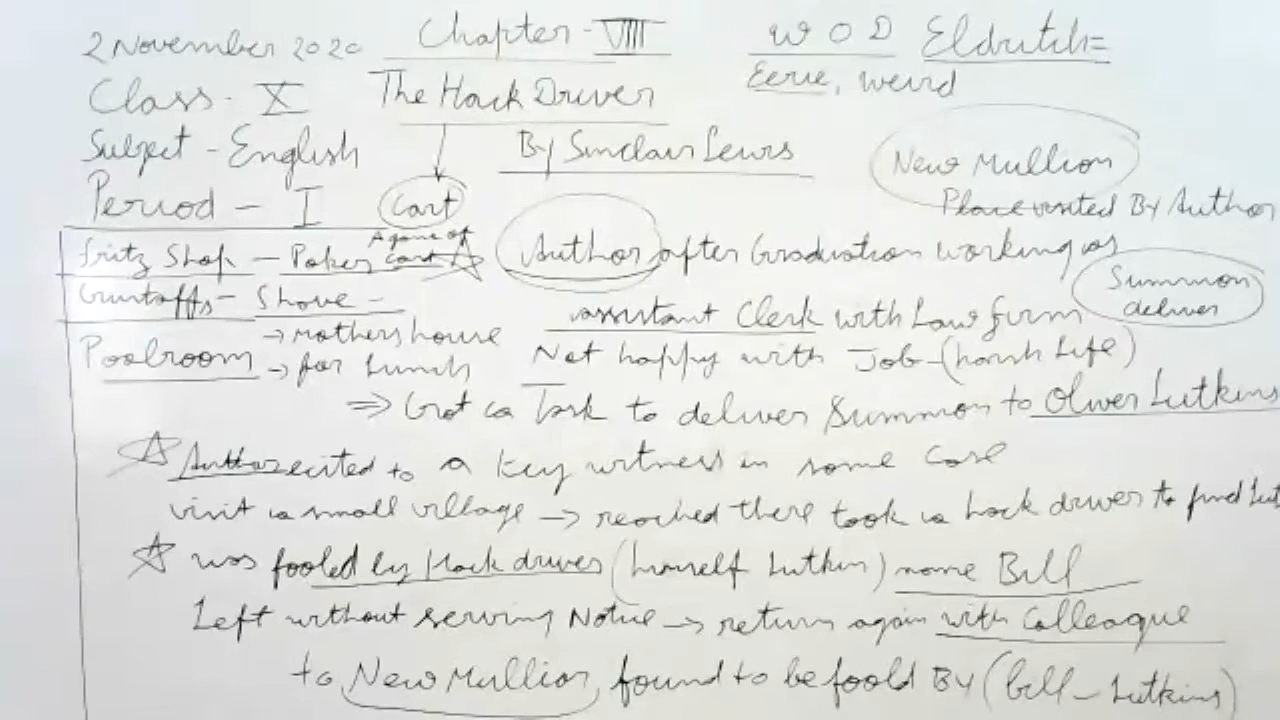 2 November 2020 Chapter-VIII W O D Eldritch=
Class- X The Hack Driver Eerie, weird
Subject - English By Sinclair Lewis New Mullion
Period - I Cart Place visited By Author
Fritz Shop - Poker A game of card Author after Graduation working as
Gustaffs - Shave - assistant Clerk with Law firm Summon deliver
→ mothers house
Poolroom → for Lunch Not happy with Job-(harsh Life)
⇒ Got a Task to deliver Summon to Oliver Lutkins
☆ Author to a key witness in some case
visit a small village → reached there took a hack driver to find Lut
☆ was fooled by Hack driver (himself Lutkin) name Bill
Left without serving Notice → return again with Colleague
to New Mullion, found to be foold By (bill-Lutkins)